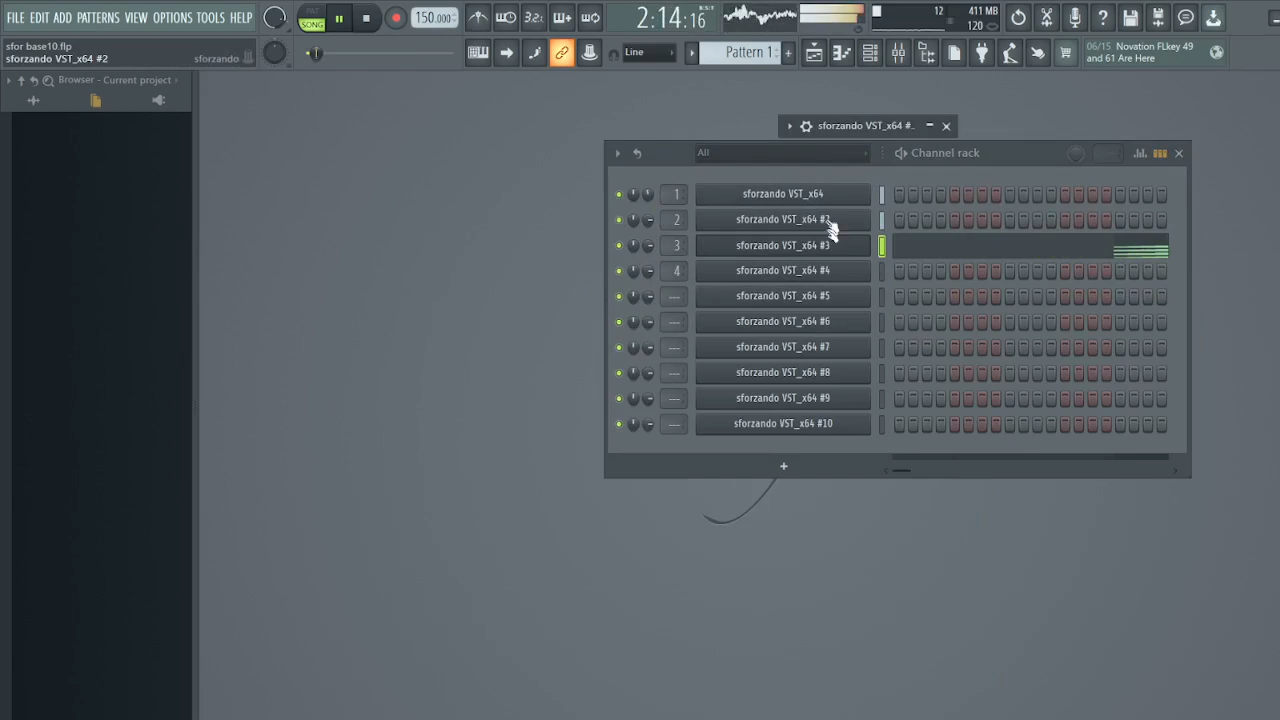 FILE EDIT ADD PATTERNS VIEW OPTIONS TOOLS HELP
PAT
SONG
150.000
3.2.
2:14:16
B:S:T
12
411 MB
120
sfor base10.flp
sforzando VST_x64 #2
sforzando
Line
Pattern 1
06/15 Novation FLkey 49
and 61 Are Here
Browser - Current project
sforzando VST_x64 #..
All
Channel rack
1 sforzando VST_x64
2 sforzando VST_x64 #2
3 sforzando VST_x64 #3
4 sforzando VST_x64 #4
--- sforzando VST_x64 #5
--- sforzando VST_x64 #6
--- sforzando VST_x64 #7
--- sforzando VST_x64 #8
--- sforzando VST_x64 #9
--- sforzando VST_x64 #10